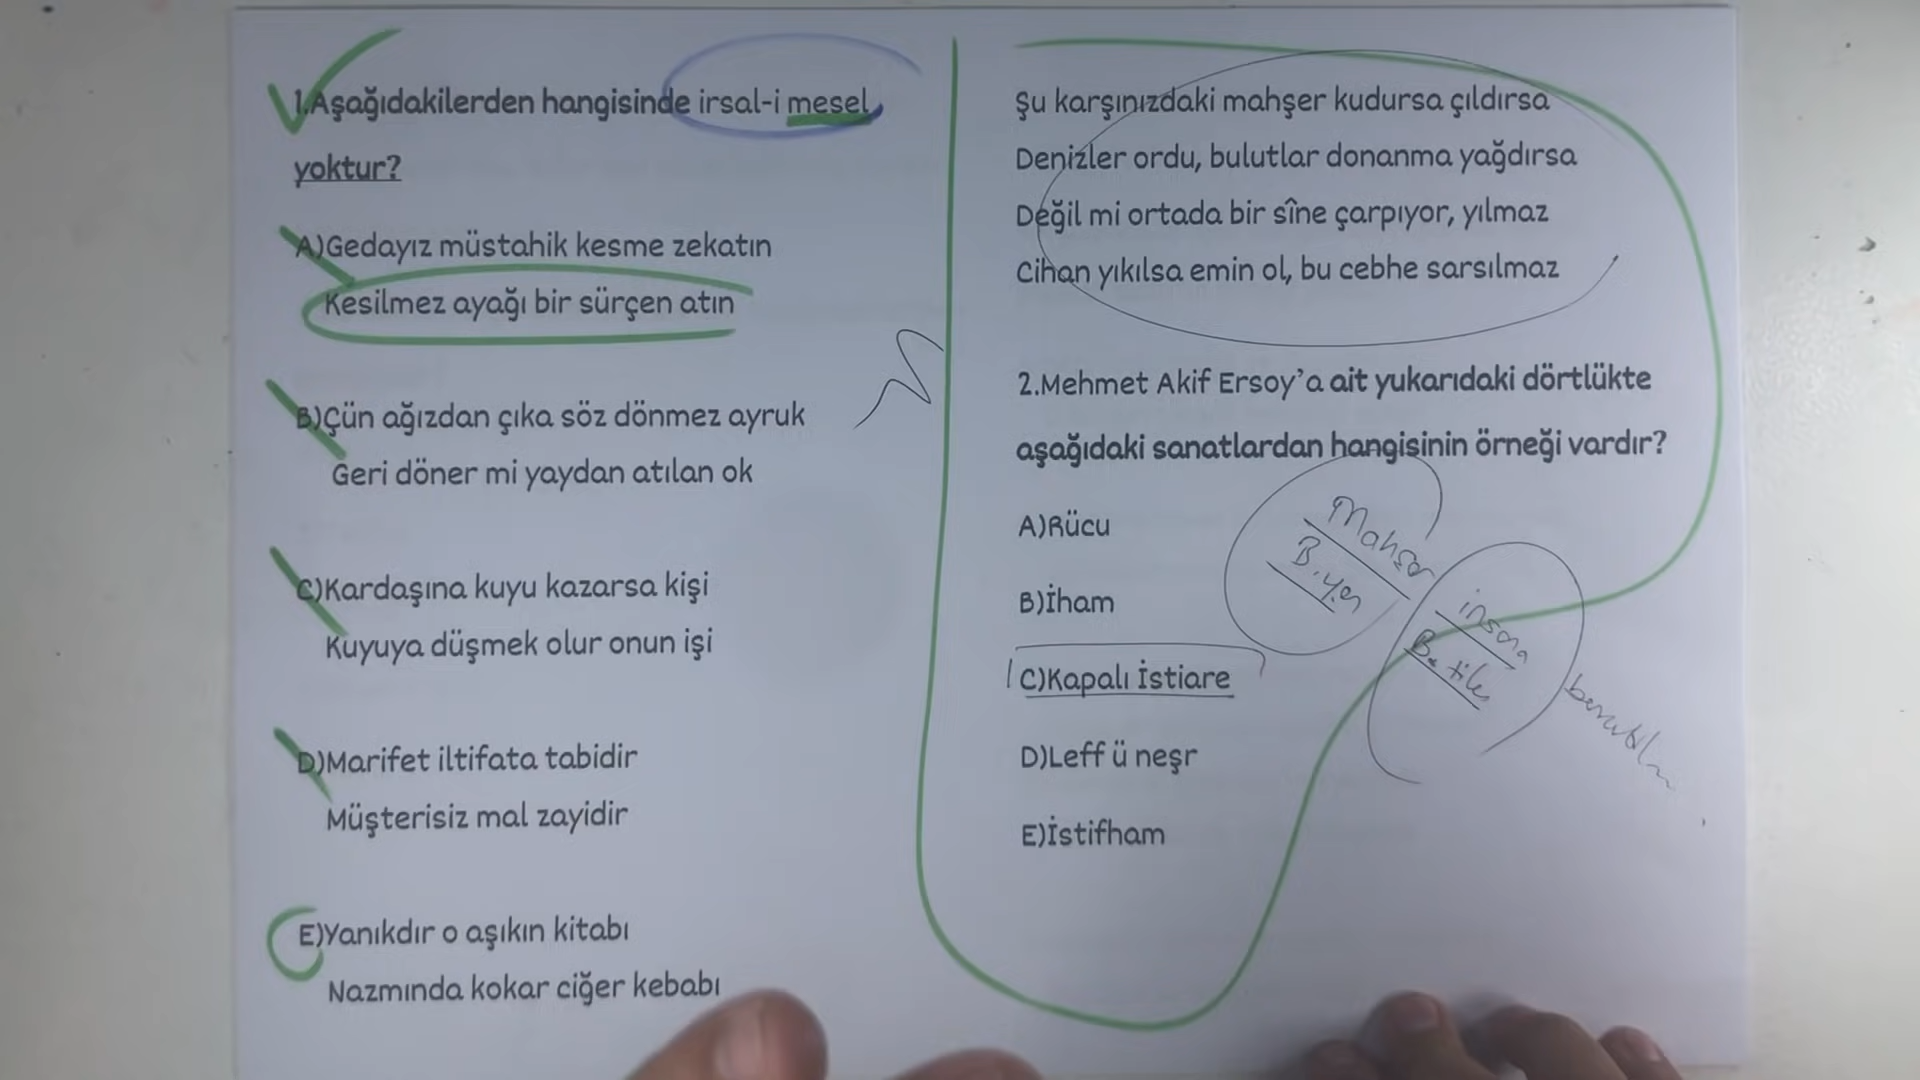 1.Aşağıdakilerden hangisinde irsal-i mesel
yoktur?
A)Gedayız müstahik kesme zekatın
Kesilmez ayağı bir sürçen atın
B)Çün ağızdan çıka söz dönmez ayruk
Geri döner mi yaydan atılan ok
C)Kardaşına kuyu kazarsa kişi
Kuyuya düşmek olur onun işi
D)Marifet iltifata tabidir
Müşterisiz mal zayidir
E)Yanıkdır o aşıkın kitabı
Nazmında kokar ciğer kebabı
Şu karşınızdaki mahşer kudursa çıldırsa
Denizler ordu, bulutlar donanma yağdırsa
Değil mi ortada bir sîne çarpıyor, yılmaz
Cihan yıkılsa emin ol, bu cebhe sarsılmaz
2.Mehmet Akif Ersoy’a ait yukarıdaki dörtlükte
aşağıdaki sanatlardan hangisinin örneği vardır?
A)Rücu
B)İham
C)Kapalı İstiare
D)Leff ü neşr
E)İstifham
Mahşer
B.yen
insana